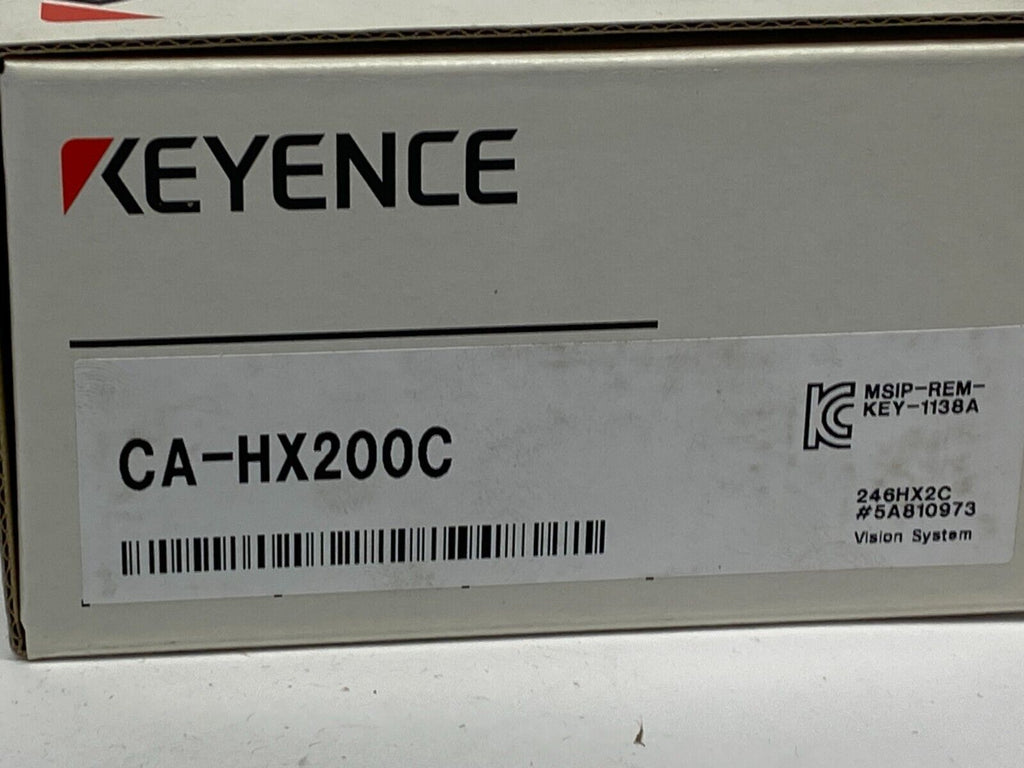 KEYENCE
CA-HX200C
MSIP-REM-
KEY-1138A
246HX2C
#5A810973
Vision System